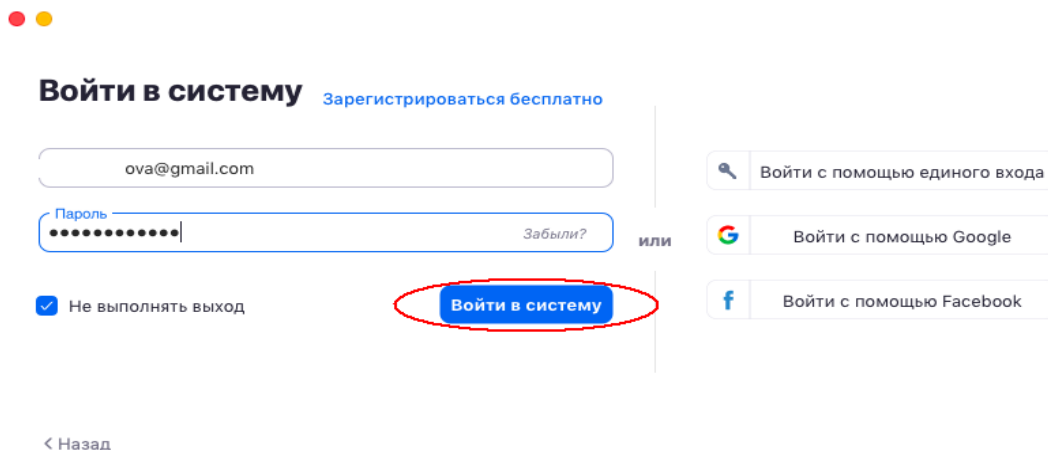 Войти в систему
Зарегистрироваться бесплатно
ova@gmail.com
Пароль
●●●●●●●●●●●●
Забыли?
Не выполнять выход
Войти в систему
или
Войти с помощью единого входа
Войти с помощью Google
Войти с помощью Facebook
< Назад